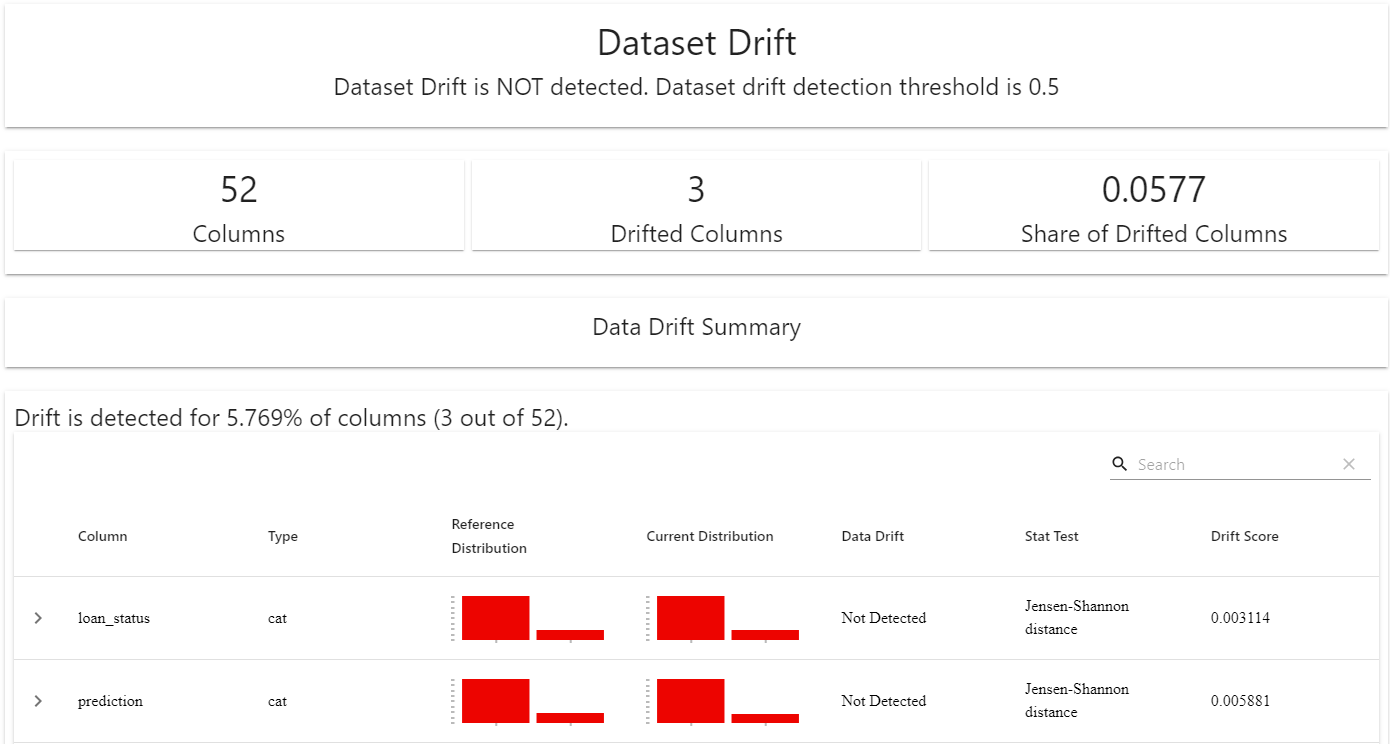 Dataset Drift
Dataset Drift is NOT detected. Dataset drift detection threshold is 0.5
52
Columns
3
Drifted Columns
0.0577
Share of Drifted Columns
Data Drift Summary
Drift is detected for 5.769% of columns (3 out of 52).
Search
Column
Type
Reference
Distribution
Current Distribution
Data Drift
Stat Test
Drift Score
loan_status
cat
Not Detected
Jensen-Shannon
distance
0.003114
prediction
cat
Not Detected
Jensen-Shannon
distance
0.005881